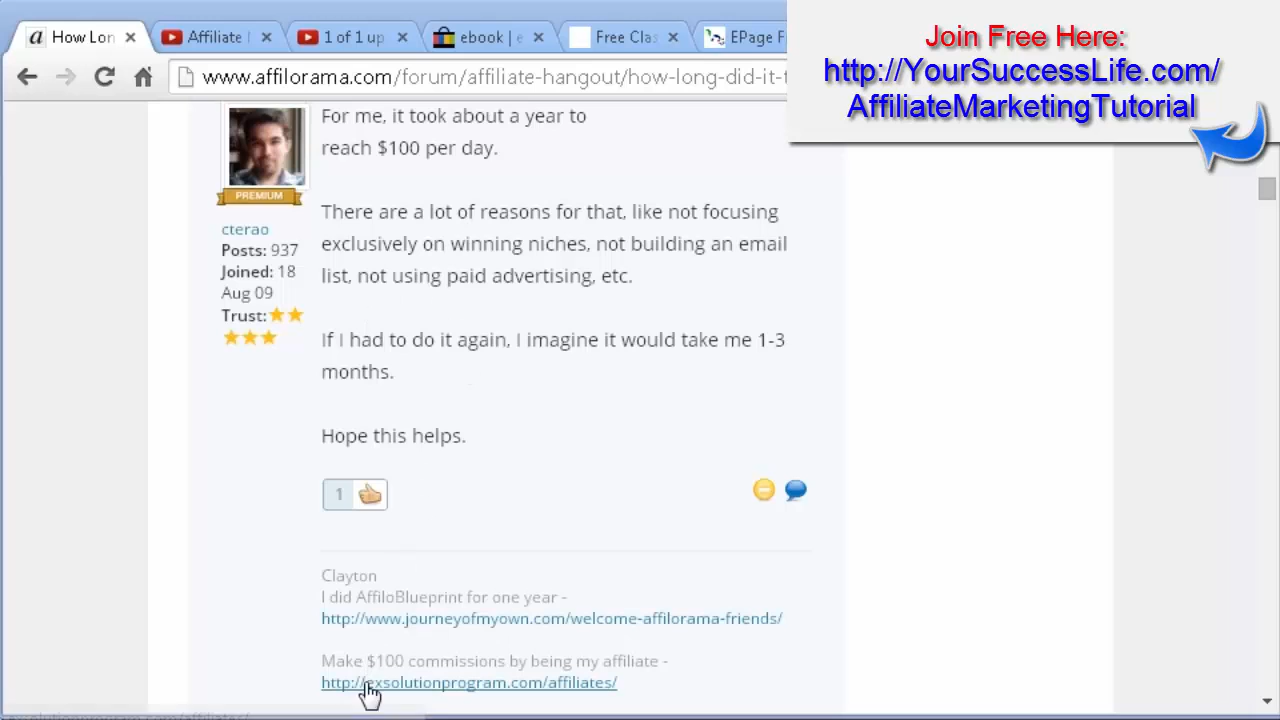 How Lon
Affiliate
1 of 1 up
ebook | e
Free Clas
EPage F
www.affilorama.com/forum/affiliate-hangout/how-long-did-it-t
Join Free Here:
http://YourSuccessLife.com/
AffiliateMarketingTutorial
For me, it took about a year to
reach $100 per day.
PREMIUM
cterao
Posts: 937
Joined: 18
Aug 09
Trust:
There are a lot of reasons for that, like not focusing
exclusively on winning niches, not building an email
list, not using paid advertising, etc.
If I had to do it again, I imagine it would take me 1-3
months.
Hope this helps.
1
Clayton
I did AffiloBlueprint for one year -
http://www.journeyofmyown.com/welcome-affilorama-friends/
Make $100 commissions by being my affiliate -
http://exsolutionprogram.com/affiliates/